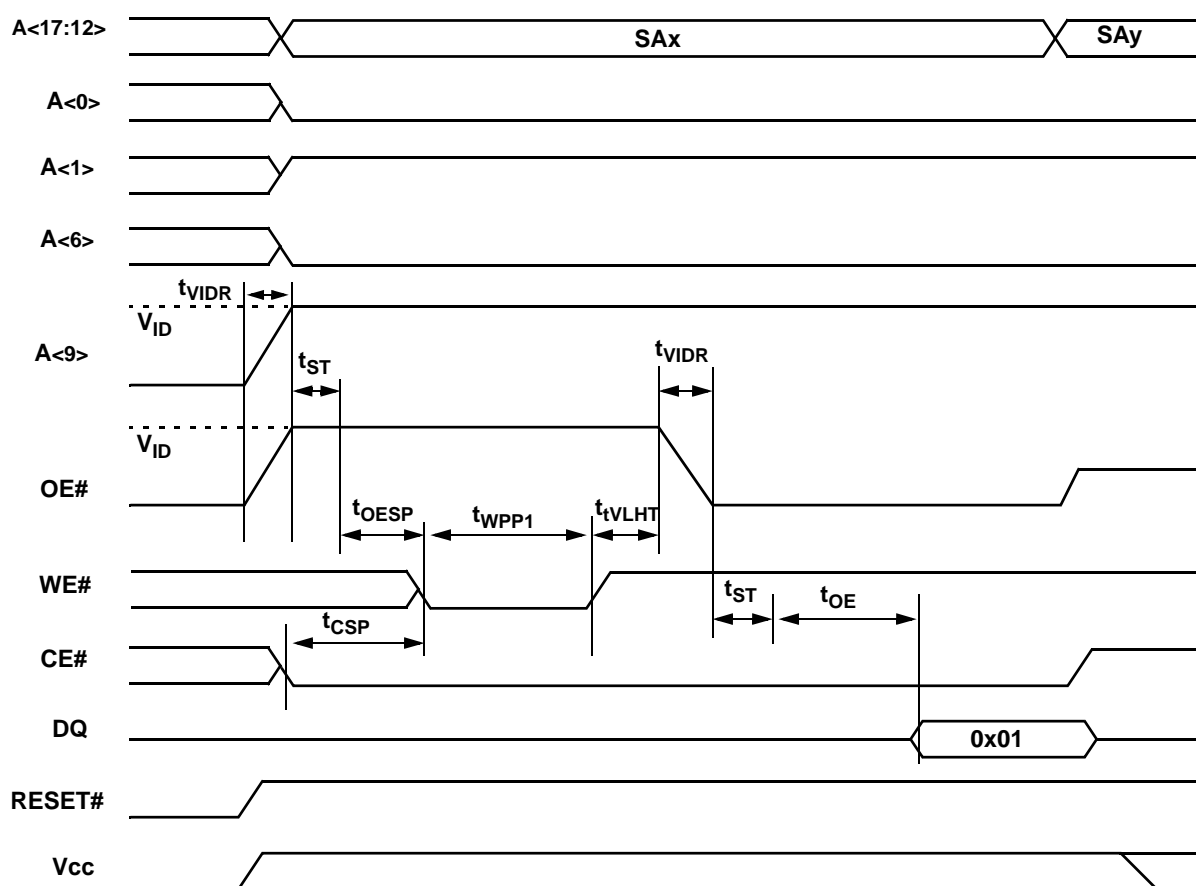 A<17:12>
SAx
SAy
A<0>
A<1>
A<6>
tVIDR
VID
A<9>
tST
tVIDR
VID
OE#
tOESP
tWPP1
ttVLHT
WE#
tST
tOE
tCSP
CE#
DQ
0x01
RESET#
Vcc